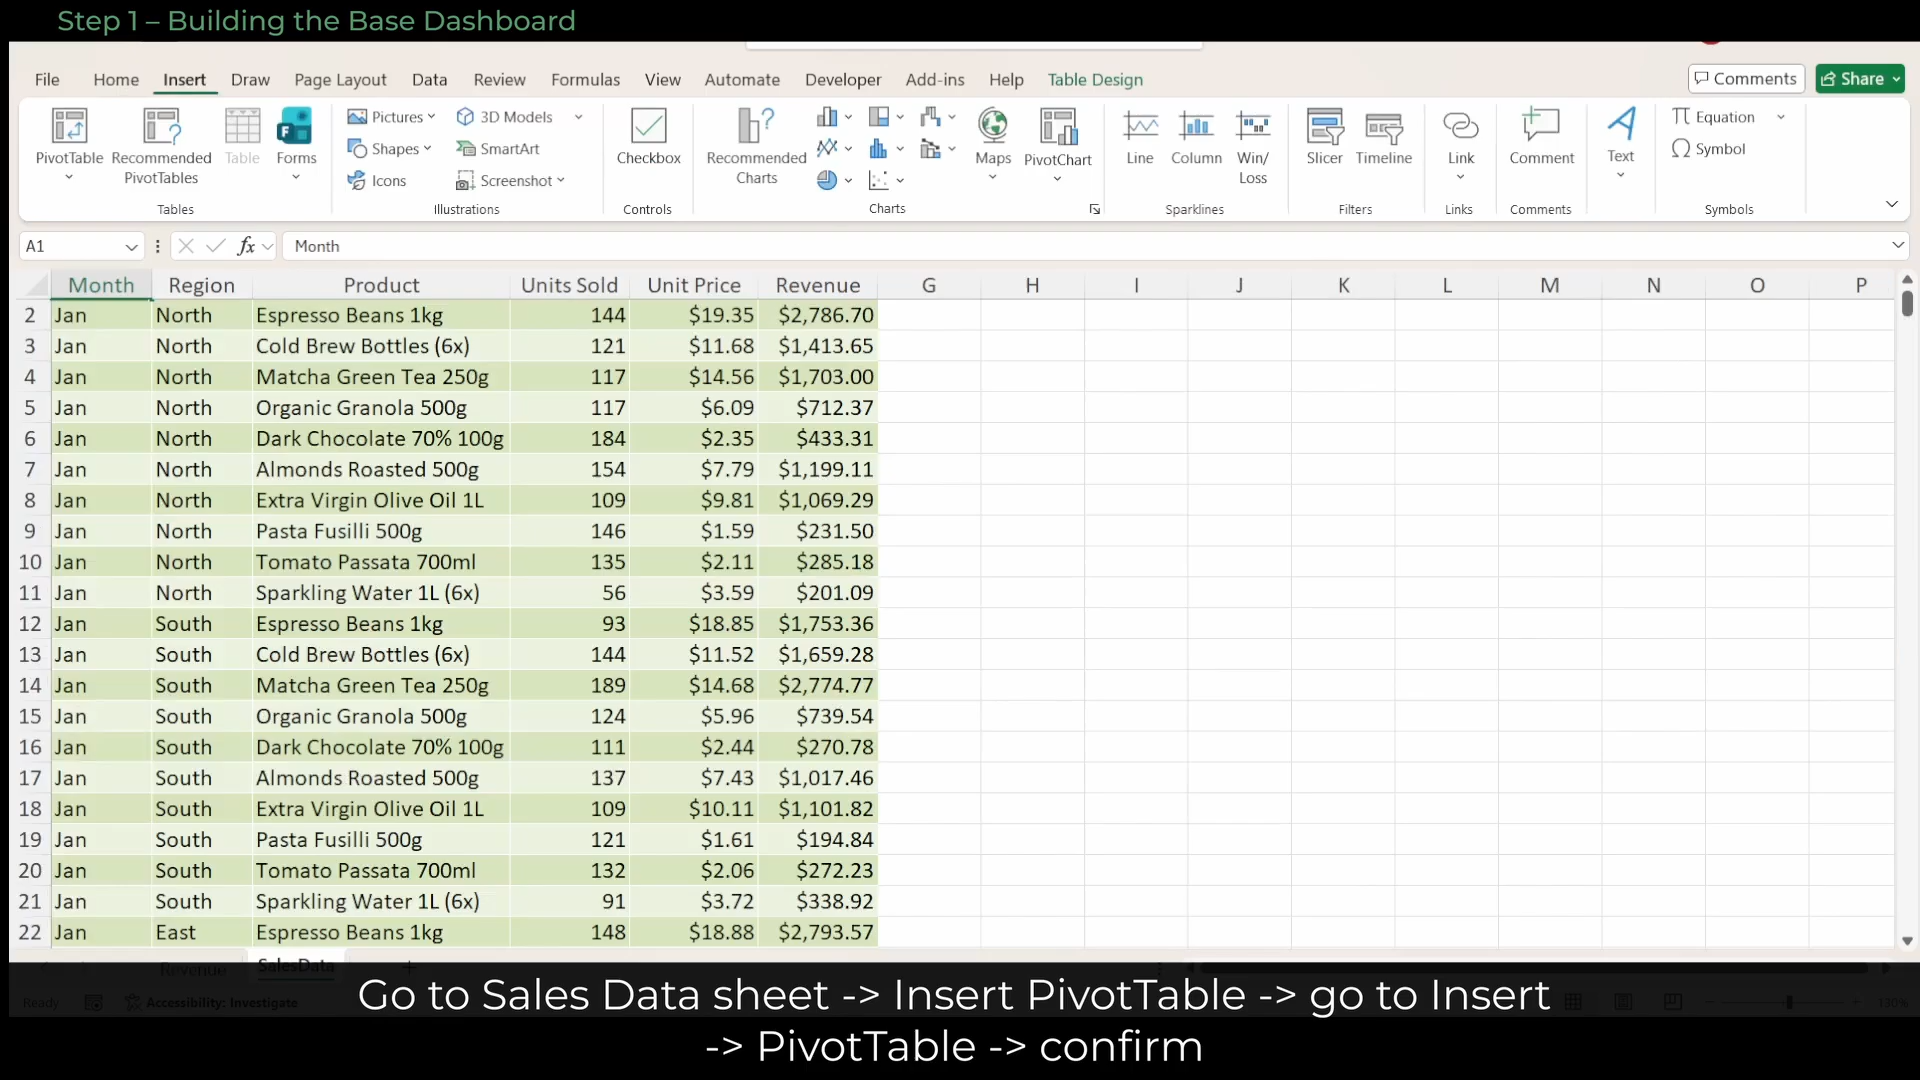 Step 1 – Building the Base Dashboard
File Home Insert Draw Page Layout Data Review Formulas View Automate Developer Add-ins Help Table Design Comments Share
PivotTable Recommended PivotTables Table Forms
Tables
Pictures 3D Models
Shapes SmartArt
Icons Screenshot
Illustrations
Checkbox
Controls
Recommended Charts Maps PivotChart
Charts
Line Column Win/Loss
Sparklines
Slicer Timeline
Filters
Link
Links
Comment
Comments
Text
Equation
Symbol
Symbols
A1 fx Month
Month Region Product Units Sold Unit Price Revenue G H I J K L M N O P
2 Jan North Espresso Beans 1kg 144 $19.35 $2,786.70
3 Jan North Cold Brew Bottles (6x) 121 $11.68 $1,413.65
4 Jan North Matcha Green Tea 250g 117 $14.56 $1,703.00
5 Jan North Organic Granola 500g 117 $6.09 $712.37
6 Jan North Dark Chocolate 70% 100g 184 $2.35 $433.31
7 Jan North Almonds Roasted 500g 154 $7.79 $1,199.11
8 Jan North Extra Virgin Olive Oil 1L 109 $9.81 $1,069.29
9 Jan North Pasta Fusilli 500g 146 $1.59 $231.50
10 Jan North Tomato Passata 700ml 135 $2.11 $285.18
11 Jan North Sparkling Water 1L (6x) 56 $3.59 $201.09
12 Jan South Espresso Beans 1kg 93 $18.85 $1,753.36
13 Jan South Cold Brew Bottles (6x) 144 $11.52 $1,659.28
14 Jan South Matcha Green Tea 250g 189 $14.68 $2,774.77
15 Jan South Organic Granola 500g 124 $5.96 $739.54
16 Jan South Dark Chocolate 70% 100g 111 $2.44 $270.78
17 Jan South Almonds Roasted 500g 137 $7.43 $1,017.46
18 Jan South Extra Virgin Olive Oil 1L 109 $10.11 $1,101.82
19 Jan South Pasta Fusilli 500g 121 $1.61 $194.84
20 Jan South Tomato Passata 700ml 132 $2.06 $272.23
21 Jan South Sparkling Water 1L (6x) 91 $3.72 $338.92
22 Jan East Espresso Beans 1kg 148 $18.88 $2,793.57
Revenue SalesData
Ready Accessibility: Investigate 130%
Go to Sales Data sheet -> Insert PivotTable -> go to Insert
-> PivotTable -> confirm